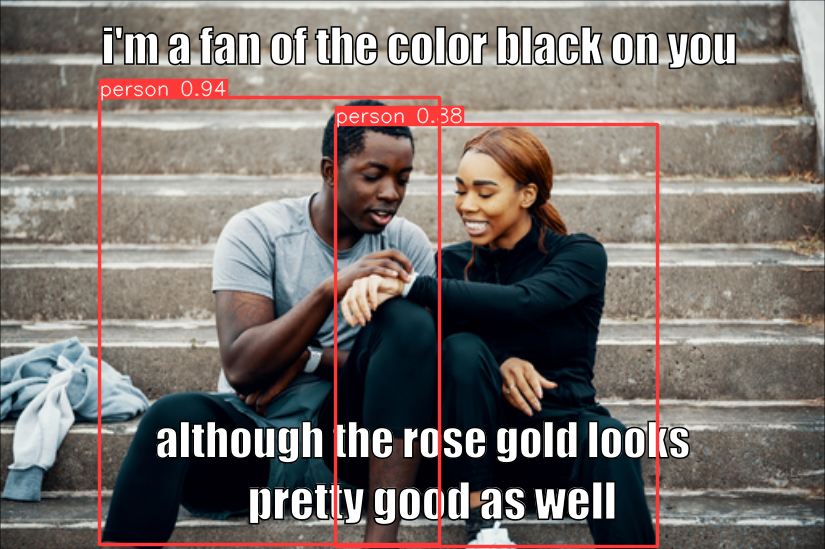 i'm a fan of the color black on you
person 0.94
person 0.88
although the rose gold looks
pretty good as well